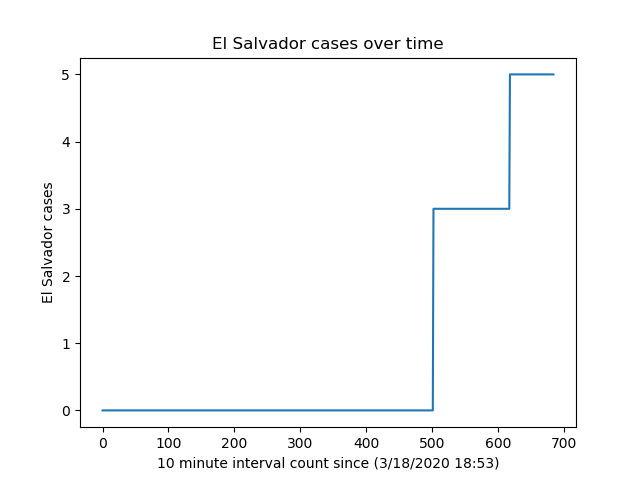 El Salvador cases over time
5
4
3
2
1
0
El Salvador cases
0 100 200 300 400 500 600 700
10 minute interval count since (3/18/2020 18:53)